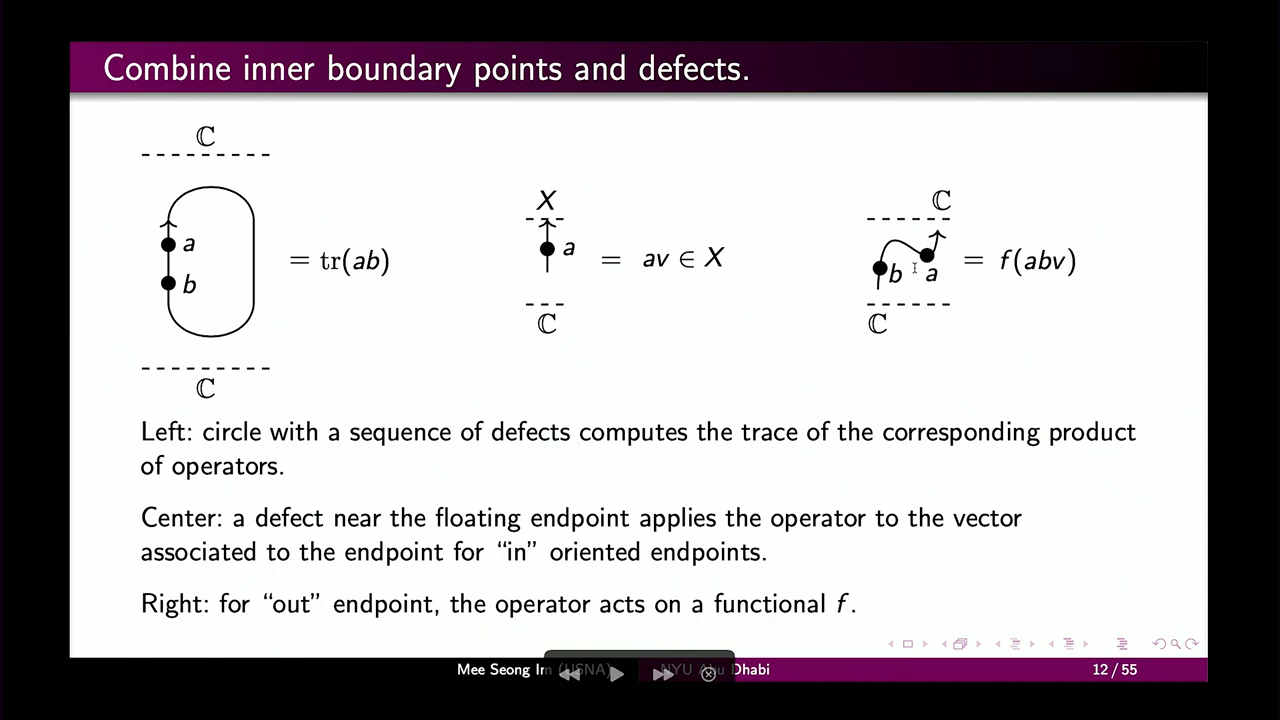 Combine inner boundary points and defects.
ℂ
a
b
= tr(ab)
ℂ
X
a
= av ∈ X
ℂ
ℂ
b a
= f(abv)
ℂ
Left: circle with a sequence of defects computes the trace of the corresponding product
of operators.
Center: a defect near the floating endpoint applies the operator to the vector
associated to the endpoint for “in” oriented endpoints.
Right: for “out” endpoint, the operator acts on a functional f.
Mee Seong Im (USNA) NYU Abu Dhabi 12 / 55